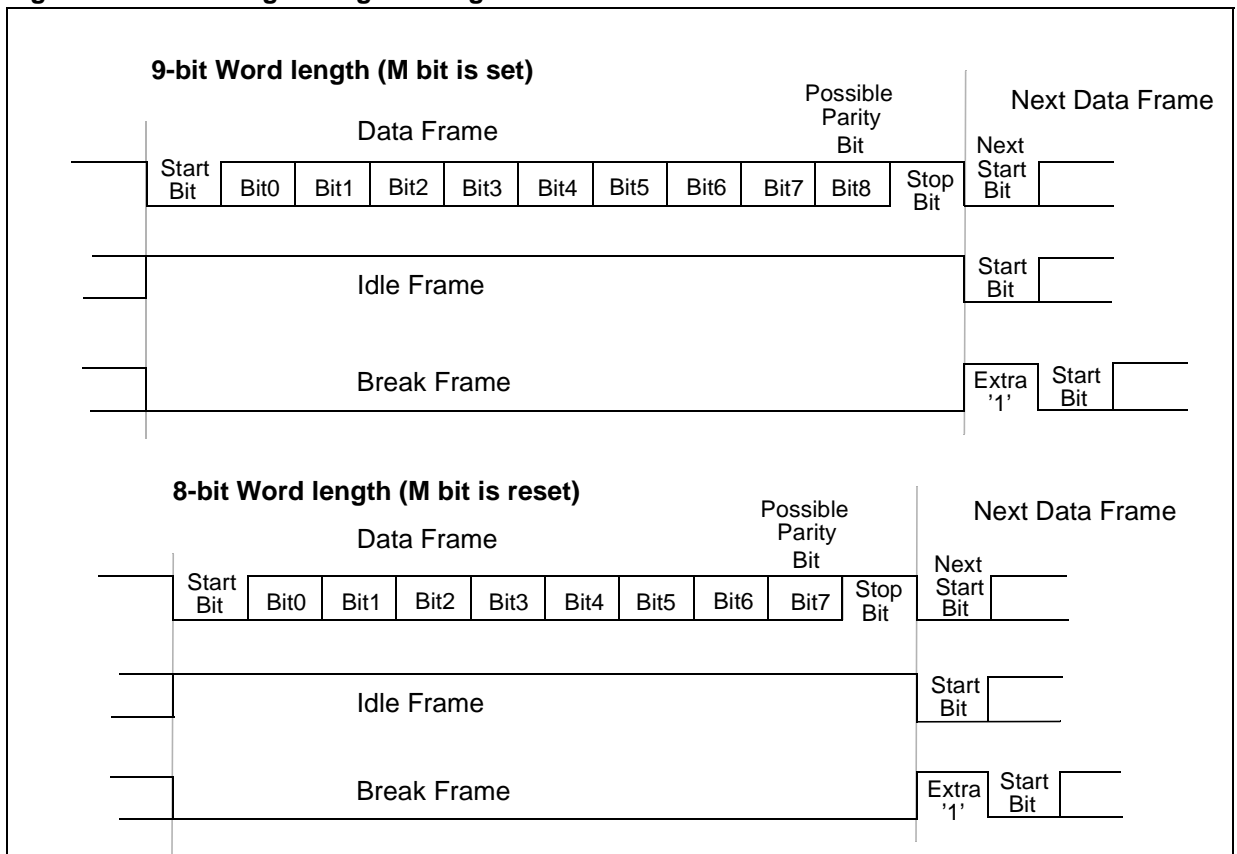 9-bit Word length (M bit is set)
Possible
Parity
Bit
Next Data Frame
Data Frame
Next
Start
Bit
Start
Bit
Bit0
Bit1
Bit2
Bit3
Bit4
Bit5
Bit6
Bit7
Bit8
Stop
Bit
Idle Frame
Start
Bit
Break Frame
Extra
'1'
Start
Bit
8-bit Word length (M bit is reset)
Possible
Parity
Bit
Next Data Frame
Data Frame
Next
Start
Bit
Start
Bit
Bit0
Bit1
Bit2
Bit3
Bit4
Bit5
Bit6
Bit7
Stop
Bit
Idle Frame
Start
Bit
Break Frame
Extra
'1'
Start
Bit